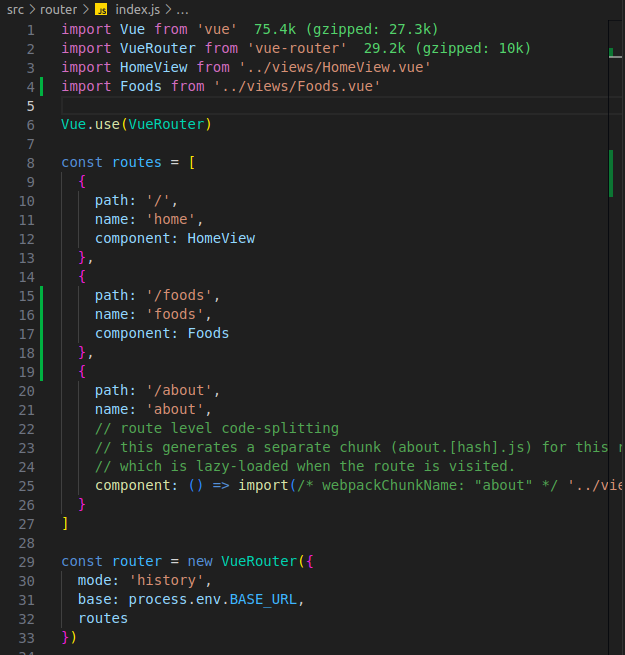 src > router > JS index.js > ...
1 import Vue from 'vue' 75.4k (gzipped: 27.3k)
2 import VueRouter from 'vue-router' 29.2k (gzipped: 10k)
3 import HomeView from '../views/HomeView.vue'
4 import Foods from '../views/Foods.vue'
5
6 Vue.use(VueRouter)
7
8 const routes = [
9 {
10 path: '/',
11 name: 'home',
12 component: HomeView
13 },
14 {
15 path: '/foods',
16 name: 'foods',
17 component: Foods
18 },
19 {
20 path: '/about',
21 name: 'about',
22 // route level code-splitting
23 // this generates a separate chunk (about.[hash].js) for this r
24 // which is lazy-loaded when the route is visited.
25 component: () => import(/* webpackChunkName: "about" */ '../vie
26 }
27 ]
28
29 const router = new VueRouter({
30 mode: 'history',
31 base: process.env.BASE_URL,
32 routes
33 })